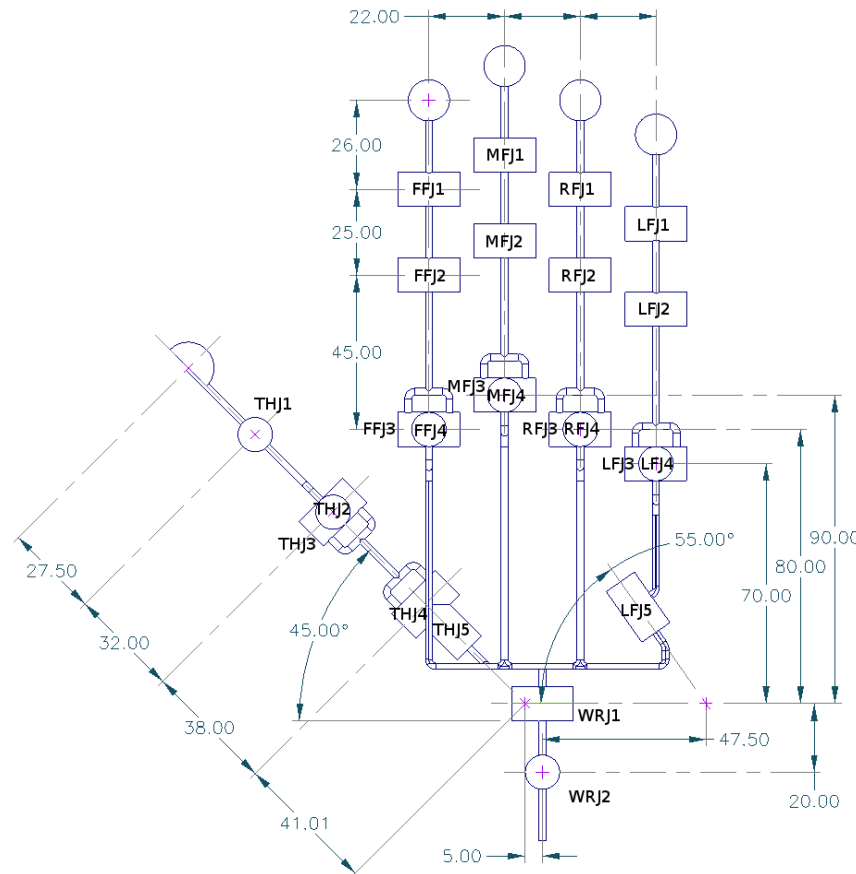 22.00
26.00
MFJ1
FFJ1
RFJ1
LFJ1
25.00
MFJ2
FFJ2
RFJ2
LFJ2
45.00
THJ1
MFJ3
MFJ4
FFJ3
FFJ4
RFJ3
RFJ4
LFJ3
LFJ4
THJ2
THJ3
55.00°
90.00
80.00
70.00
27.50
THJ4
THJ5
LFJ5
45.00°
32.00
WRJ1
38.00
47.50
WRJ2
20.00
41.01
5.00